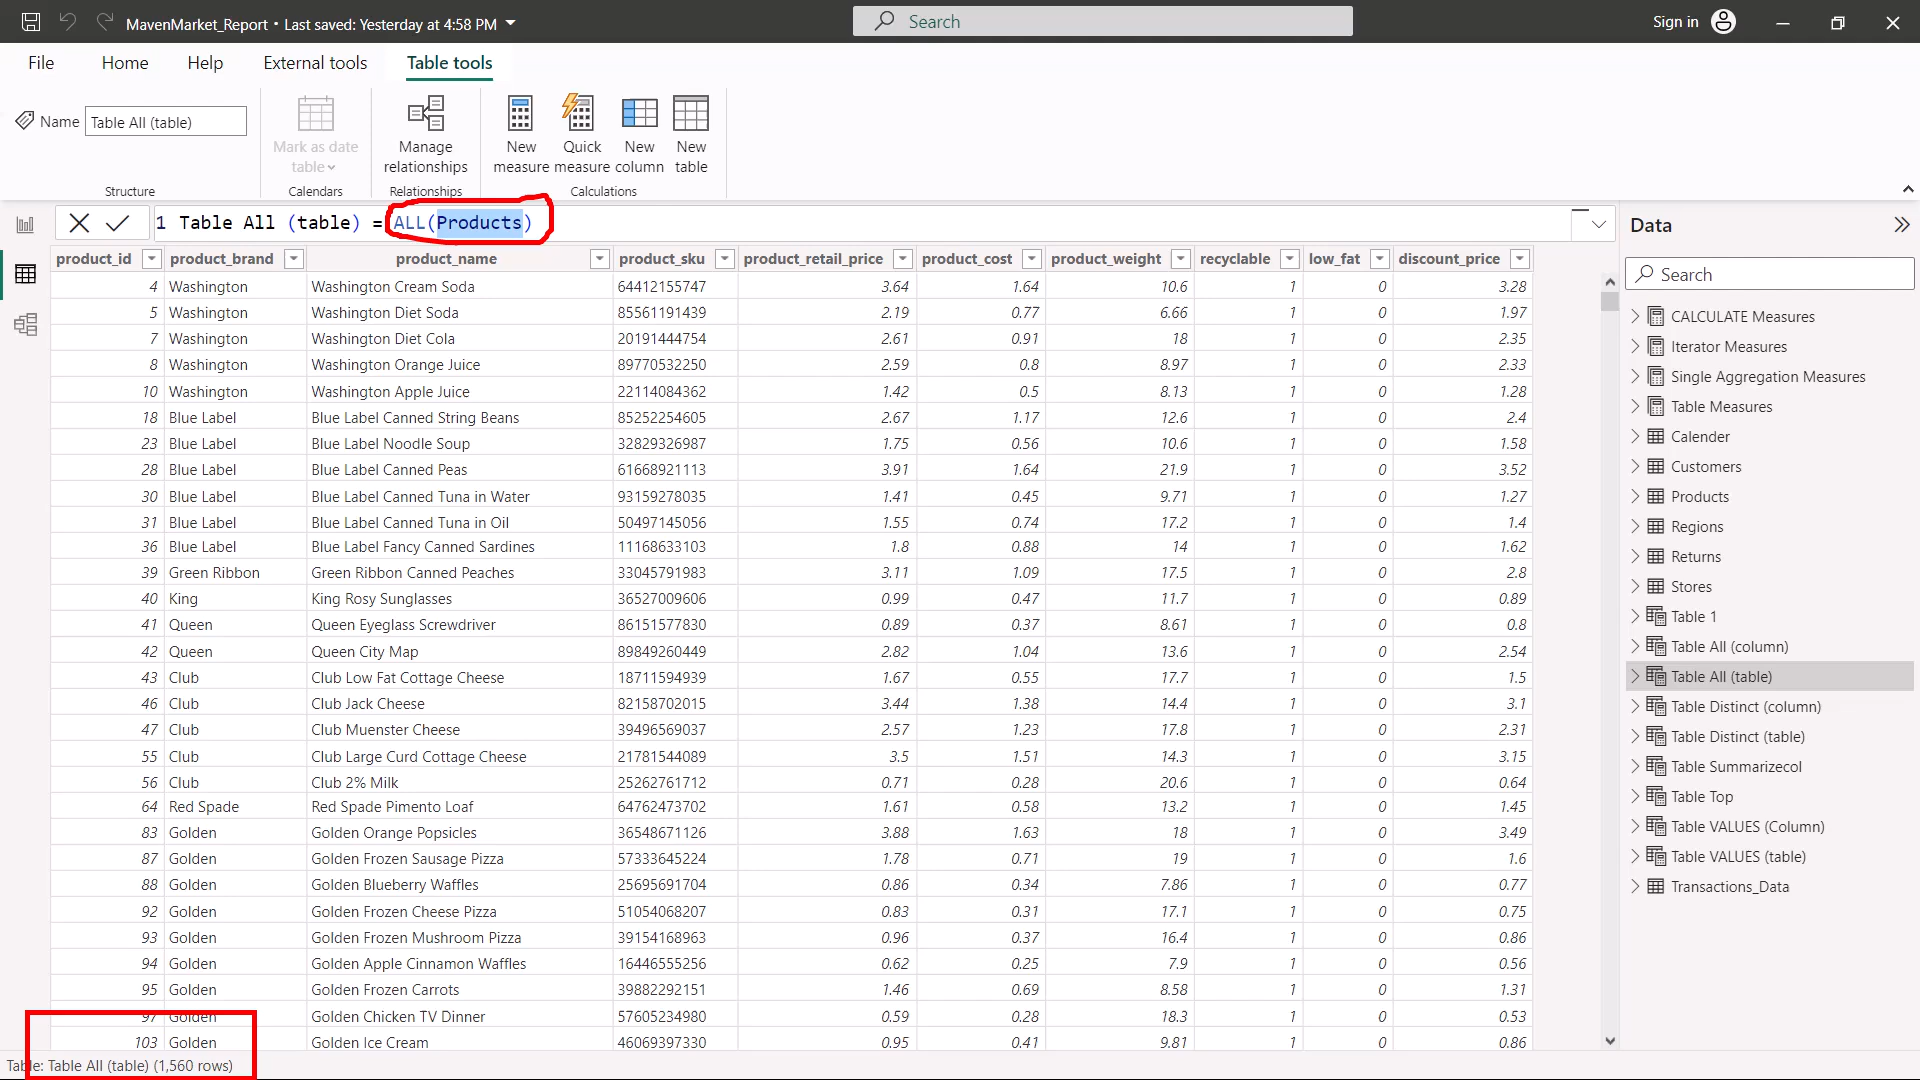 MavenMarket_Report • Last saved: Yesterday at 4:58 PM
Search
Sign in
File Home Help External tools Table tools
Name Table All (table)
Mark as date table
Manage relationships
New measure
Quick measure
New column
New table
Structure Calendars Relationships Calculations
1 Table All (table) = ALL(Products)
product_id product_brand product_name product_sku product_retail_price product_cost product_weight recyclable low_fat discount_price
4 Washington Washington Cream Soda 64412155747 3.64 1.64 10.6 1 0 3.28
5 Washington Washington Diet Soda 85561191439 2.19 0.77 6.66 1 0 1.97
7 Washington Washington Diet Cola 20191444754 2.61 0.91 18 1 0 2.35
8 Washington Washington Orange Juice 89770532250 2.59 0.8 8.97 1 0 2.33
10 Washington Washington Apple Juice 22114084362 1.42 0.5 8.13 1 0 1.28
18 Blue Label Blue Label Canned String Beans 85252254605 2.67 1.17 12.6 1 0 2.4
23 Blue Label Blue Label Noodle Soup 32829326987 1.75 0.56 10.6 1 0 1.58
28 Blue Label Blue Label Canned Peas 61668921113 3.91 1.64 21.9 1 0 3.52
30 Blue Label Blue Label Canned Tuna in Water 93159278035 1.41 0.45 9.71 1 0 1.27
31 Blue Label Blue Label Canned Tuna in Oil 50497145056 1.55 0.74 17.2 1 0 1.4
36 Blue Label Blue Label Fancy Canned Sardines 11168633103 1.8 0.88 14 1 0 1.62
39 Green Ribbon Green Ribbon Canned Peaches 33045791983 3.11 1.09 17.5 1 0 2.8
40 King King Rosy Sunglasses 36527009606 0.99 0.47 11.7 1 0 0.89
41 Queen Queen Eyeglass Screwdriver 86151577830 0.89 0.37 8.61 1 0 0.8
42 Queen Queen City Map 89849260449 2.82 1.04 13.6 1 0 2.54
43 Club Club Low Fat Cottage Cheese 18711594939 1.67 0.55 17.7 1 0 1.5
46 Club Club Jack Cheese 82158702015 3.44 1.38 14.4 1 0 3.1
47 Club Club Muenster Cheese 39496569037 2.57 1.23 17.8 1 0 2.31
55 Club Club Large Curd Cottage Cheese 21781544089 3.5 1.51 14.3 1 0 3.15
56 Club Club 2% Milk 25262761712 0.71 0.28 20.6 1 0 0.64
64 Red Spade Red Spade Pimento Loaf 64762473702 1.61 0.58 13.2 1 0 1.45
83 Golden Golden Orange Popsicles 36548671126 3.88 1.63 18 1 0 3.49
87 Golden Golden Frozen Sausage Pizza 57333645224 1.78 0.71 19 1 0 1.6
88 Golden Golden Blueberry Waffles 25695691704 0.86 0.34 7.86 1 0 0.77
92 Golden Golden Frozen Cheese Pizza 51054068207 0.83 0.31 17.1 1 0 0.75
93 Golden Golden Frozen Mushroom Pizza 39154168963 0.96 0.37 16.4 1 0 0.86
94 Golden Golden Apple Cinnamon Waffles 16446555256 0.62 0.25 7.9 1 0 0.56
95 Golden Golden Frozen Carrots 39882292151 1.46 0.69 8.58 1 0 1.31
97 Golden Golden Chicken TV Dinner 57605234980 0.59 0.28 18.3 1 0 0.53
103 Golden Golden Ice Cream 46069397330 0.95 0.41 9.81 1 0 0.86
Table: Table All (table) (1,560 rows)
Data
Search
CALCULATE Measures
Iterator Measures
Single Aggregation Measures
Table Measures
Calender
Customers
Products
Regions
Returns
Stores
Table 1
Table All (column)
Table All (table)
Table Distinct (column)
Table Distinct (table)
Table Summarizecol
Table Top
Table VALUES (Column)
Table VALUES (table)
Transactions_Data